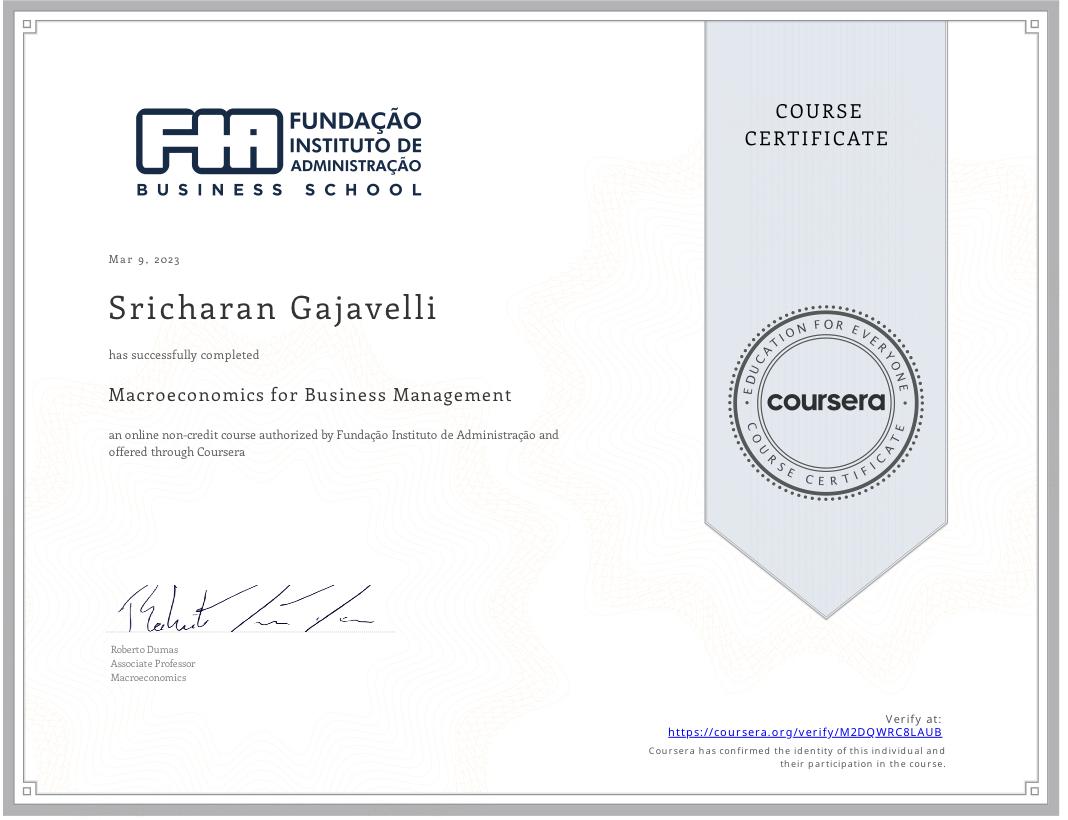 FIA
FUNDAÇÃO
INSTITUTO DE
ADMINISTRAÇÃO
BUSINESS SCHOOL
COURSE
CERTIFICATE
Mar 9, 2023
Sricharan Gajavelli
has successfully completed
Macroeconomics for Business Management
an online non-credit course authorized by Fundação Instituto de Administração and
offered through Coursera
EDUCATION FOR EVERYONE
coursera
COURSE CERTIFICATE
Roberto Dumas
Associate Professor
Macroeconomics
Verify at:
https://coursera.org/verify/M2DQWRC8LAUB
Coursera has confirmed the identity of this individual and
their participation in the course.